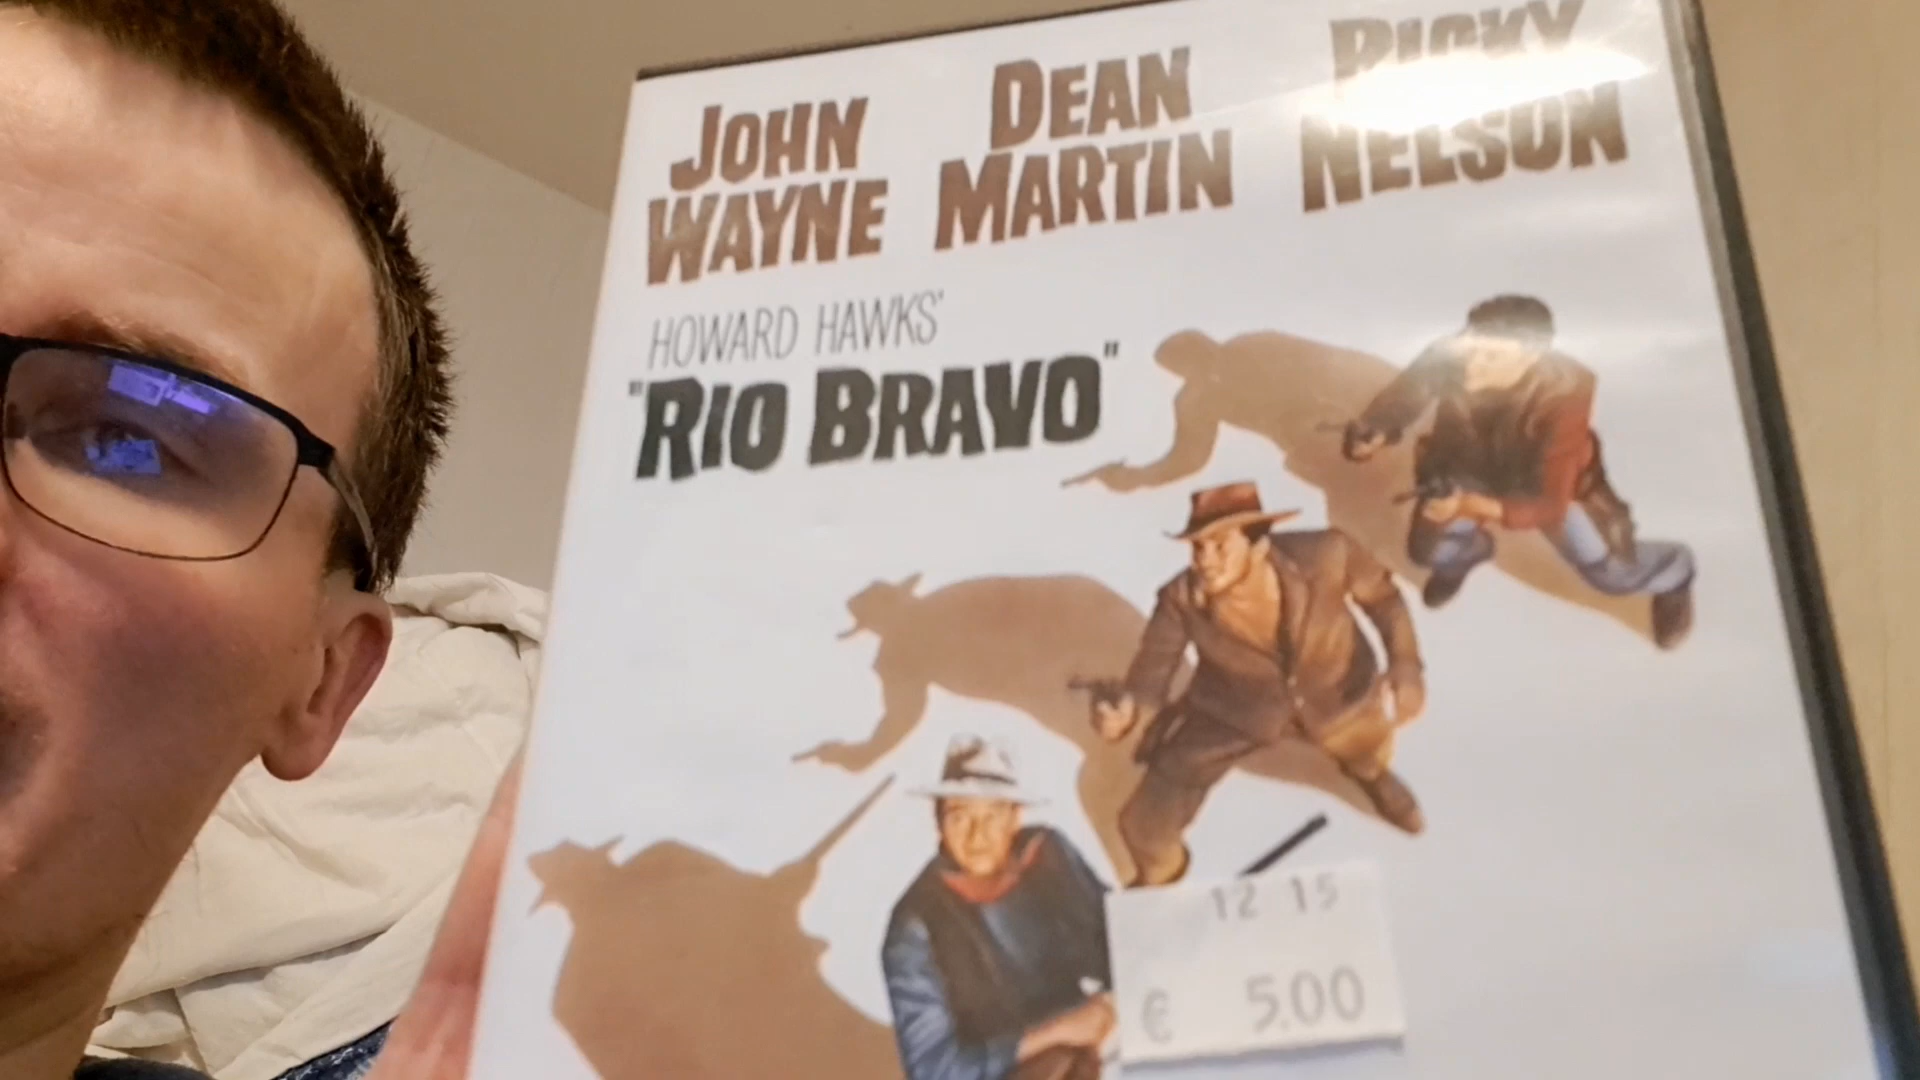 JOHN DEAN RICKY
WAYNE MARTIN NELSON
HOWARD HAWKS'
"RIO BRAVO"
12 15
€ 5.00